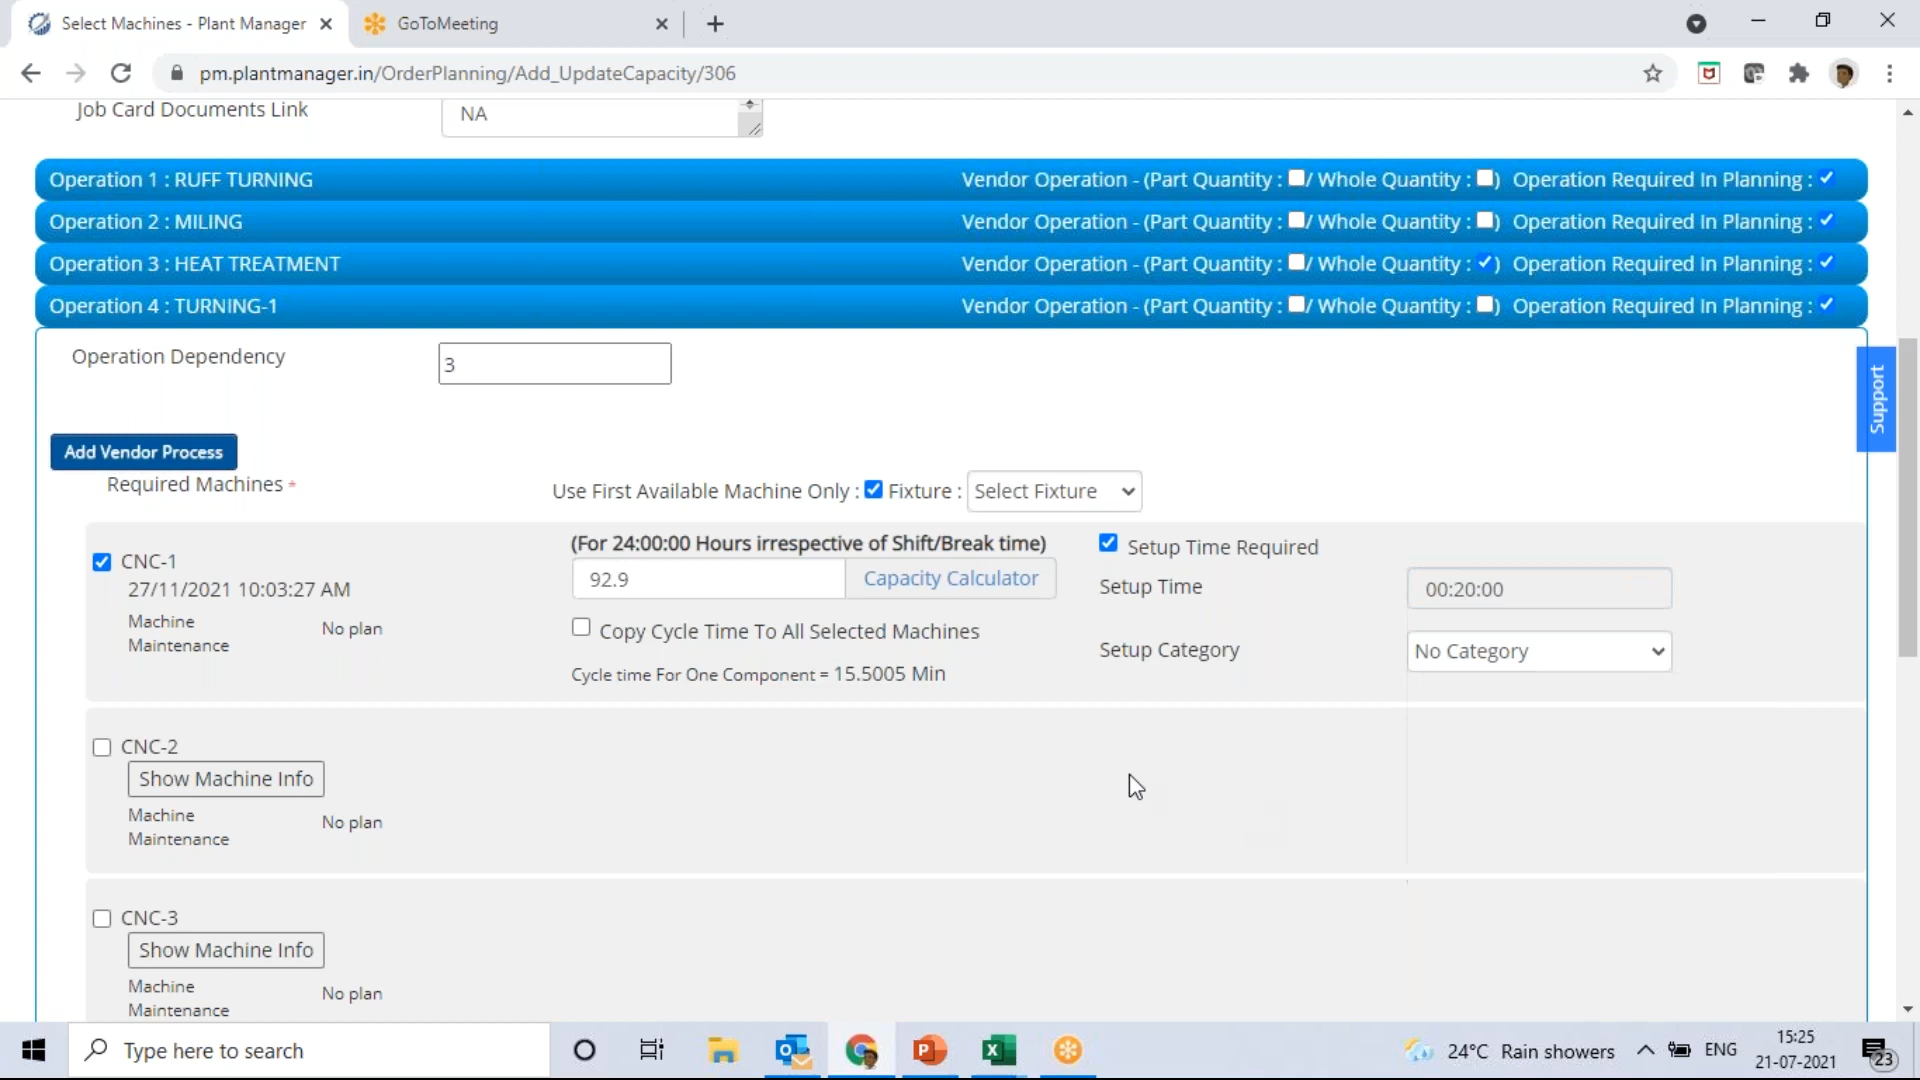 Select Machines - Plant Manager
GoToMeeting
pm.plantmanager.in/OrderPlanning/Add_UpdateCapacity/306
Job Card Documents Link
NA
Operation 1 : RUFF TURNING Vendor Operation - (Part Quantity : / Whole Quantity : ) Operation Required In Planning :
Operation 2 : MILING Vendor Operation - (Part Quantity : / Whole Quantity : ) Operation Required In Planning :
Operation 3 : HEAT TREATMENT Vendor Operation - (Part Quantity : / Whole Quantity : ) Operation Required In Planning :
Operation 4 : TURNING-1 Vendor Operation - (Part Quantity : / Whole Quantity : ) Operation Required In Planning :
Operation Dependency
3
Support
Add Vendor Process
Required Machines *
Use First Available Machine Only : Fixture : Select Fixture
CNC-1
27/11/2021 10:03:27 AM
Machine
Maintenance
No plan
(For 24:00:00 Hours irrespective of Shift/Break time)
92.9
Capacity Calculator
Copy Cycle Time To All Selected Machines
Cycle time For One Component = 15.5005 Min
Setup Time Required
Setup Time
00:20:00
Setup Category
No Category
CNC-2
Show Machine Info
Machine
Maintenance
No plan
CNC-3
Show Machine Info
Machine
Maintenance
No plan
Type here to search
24°C Rain showers
ENG
15:25
21-07-2021
23